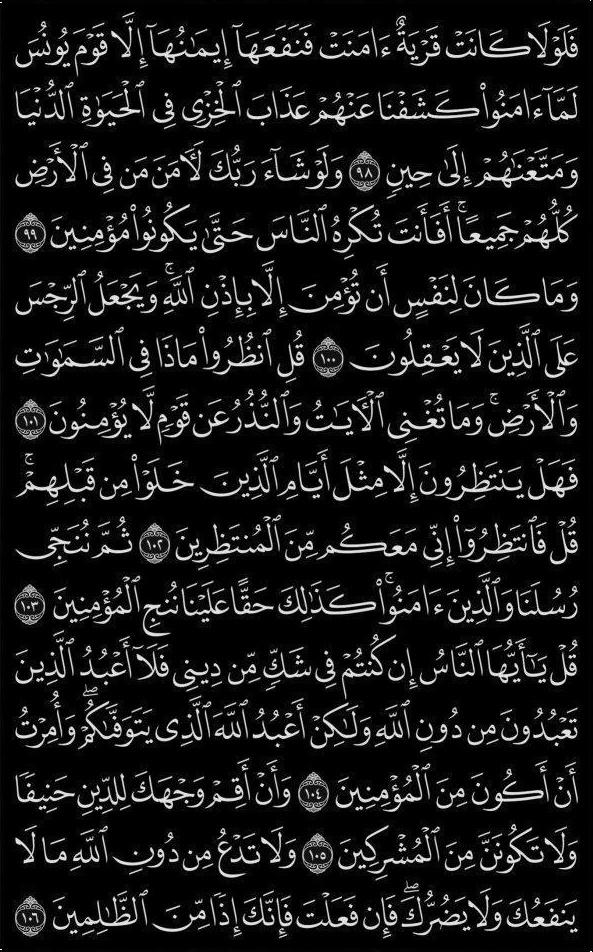 فَلَوۡلَا كَانَتۡ قَرۡيَةٌ ءَامَنَتۡ فَنَفَعَهَآ إِيمَٰنُهَآ إِلَّا قَوۡمَ يُونُسَ
لَمَّآ ءَامَنُواْ كَشَفۡنَا عَنۡهُمۡ عَذَابَ ٱلۡخِزۡيِ فِي ٱلۡحَيَوٰةِ ٱلدُّنۡيَا
وَمَتَّعۡنَٰهُمۡ إِلَىٰ حِينٖ ٩٨ وَلَوۡ شَآءَ رَبُّكَ لَأٓمَنَ مَن فِي ٱلۡأَرۡضِ
كُلُّهُمۡ جَمِيعًاۚ أَفَأَنتَ تُكۡرِهُ ٱلنَّاسَ حَتَّىٰ يَكُونُواْ مُؤۡمِنِينَ ٩٩
وَمَا كَانَ لِنَفۡسٍ أَن تُؤۡمِنَ إِلَّا بِإِذۡنِ ٱللَّهِۚ وَيَجۡعَلُ ٱلرِّجۡسَ
عَلَى ٱلَّذِينَ لَا يَعۡقِلُونَ ١٠٠ قُلِ ٱنظُرُواْ مَاذَا فِي ٱلسَّمَٰوَٰتِ
وَٱلۡأَرۡضِۚ وَمَا تُغۡنِي ٱلۡأٓيَٰتُ وَٱلنُّذُرُ عَن قَوۡمٖ لَّا يُؤۡمِنُونَ ١٠١
فَهَلۡ يَنتَظِرُونَ إِلَّا مِثۡلَ أَيَّامِ ٱلَّذِينَ خَلَوۡاْ مِن قَبۡلِهِمۡۚ
قُلۡ فَٱنتَظِرُوٓاْ إِنِّي مَعَكُم مِّنَ ٱلۡمُنتَظِرِينَ ١٠٢ ثُمَّ نُنَجِّي
رُسُلَنَا وَٱلَّذِينَ ءَامَنُواْۚ كَذَٰلِكَ حَقًّا عَلَيۡنَا نُنجِ ٱلۡمُؤۡمِنِينَ ١٠٣
قُلۡ يَٰٓأَيُّهَا ٱلنَّاسُ إِن كُنتُمۡ فِي شَكّٖ مِّن دِينِي فَلَآ أَعۡبُدُ ٱلَّذِينَ
تَعۡبُدُونَ مِن دُونِ ٱللَّهِ وَلَٰكِنۡ أَعۡبُدُ ٱللَّهَ ٱلَّذِي يَتَوَفَّىٰكُمۡۖ وَأُمِرۡتُ
أَنۡ أَكُونَ مِنَ ٱلۡمُؤۡمِنِينَ ١٠٤ وَأَنۡ أَقِمۡ وَجۡهَكَ لِلدِّينِ حَنِيفٗا
وَلَا تَكُونَنَّ مِنَ ٱلۡمُشۡرِكِينَ ١٠٥ وَلَا تَدۡعُ مِن دُونِ ٱللَّهِ مَا لَا
يَنفَعُكَ وَلَا يَضُرُّكَۖ فَإِن فَعَلۡتَ فَإِنَّكَ إِذٗا مِّنَ ٱلظَّٰلِمِينَ ١٠٦